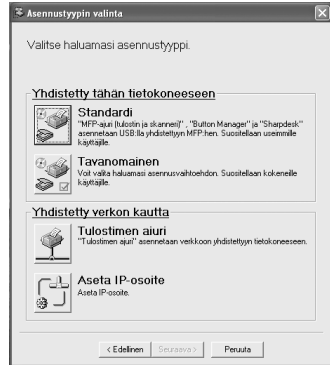 Asennustyypin valinta
Valitse haluamasi asennustyyppi.
Yhdistetty tähän tietokoneeseen
Standardi
"MFP-ajuri (tulostin ja skanneri)" , "Button Manager" ja "Sharpdesk"
asennetaan USB:lla yhdistettyyn MFP:hen. Suositellaan useimmille
käyttäjille.
Tavanomainen
Voit valita haluamasi asennusvaihtoehdon. Suositellaan kokeneille
käyttäjille.
Yhdistetty verkon kautta
Tulostimen aiuri
"Tulostimen ajuri" asennetaan verkkoon yhdistettyyn tietokoneeseen.
Aseta IP-osoite
Aseta IP-osoite.
< Edellinen
Seuraava >
Peruuta